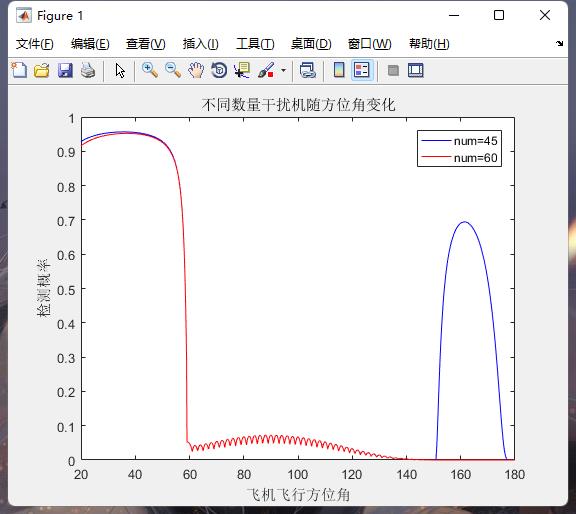 Figure 1
文件(F) 编辑(E) 查看(V) 插入(I) 工具(T) 桌面(D) 窗口(W) 帮助(H)
不同数量干扰机随方位角变化
num=45
num=60
检测概率
1
0.9
0.8
0.7
0.6
0.5
0.4
0.3
0.2
0.1
0
20 40 60 80 100 120 140 160 180
飞机飞行方位角